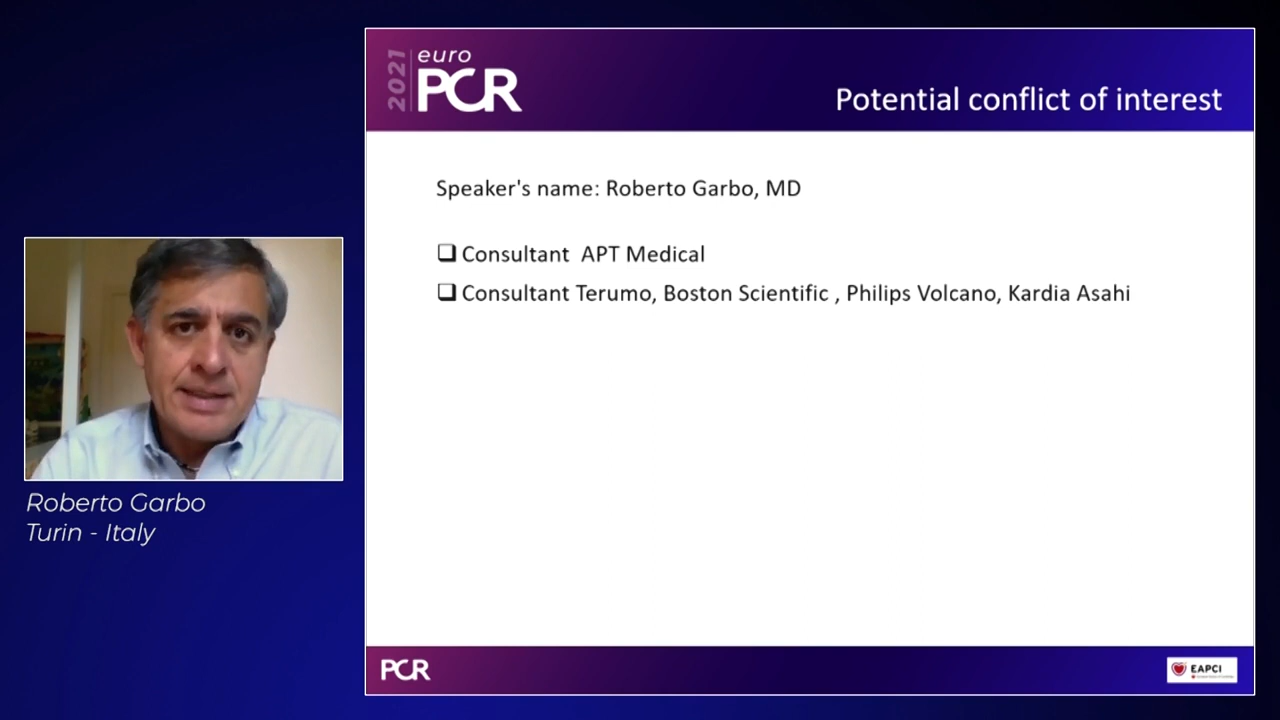 2021
euro
PCR
Potential conflict of interest
Speaker's name: Roberto Garbo, MD
❑ Consultant APT Medical
❑ Consultant Terumo, Boston Scientific , Philips Volcano, Kardia Asahi
Roberto Garbo
Turin - Italy
PCR
EAPCI